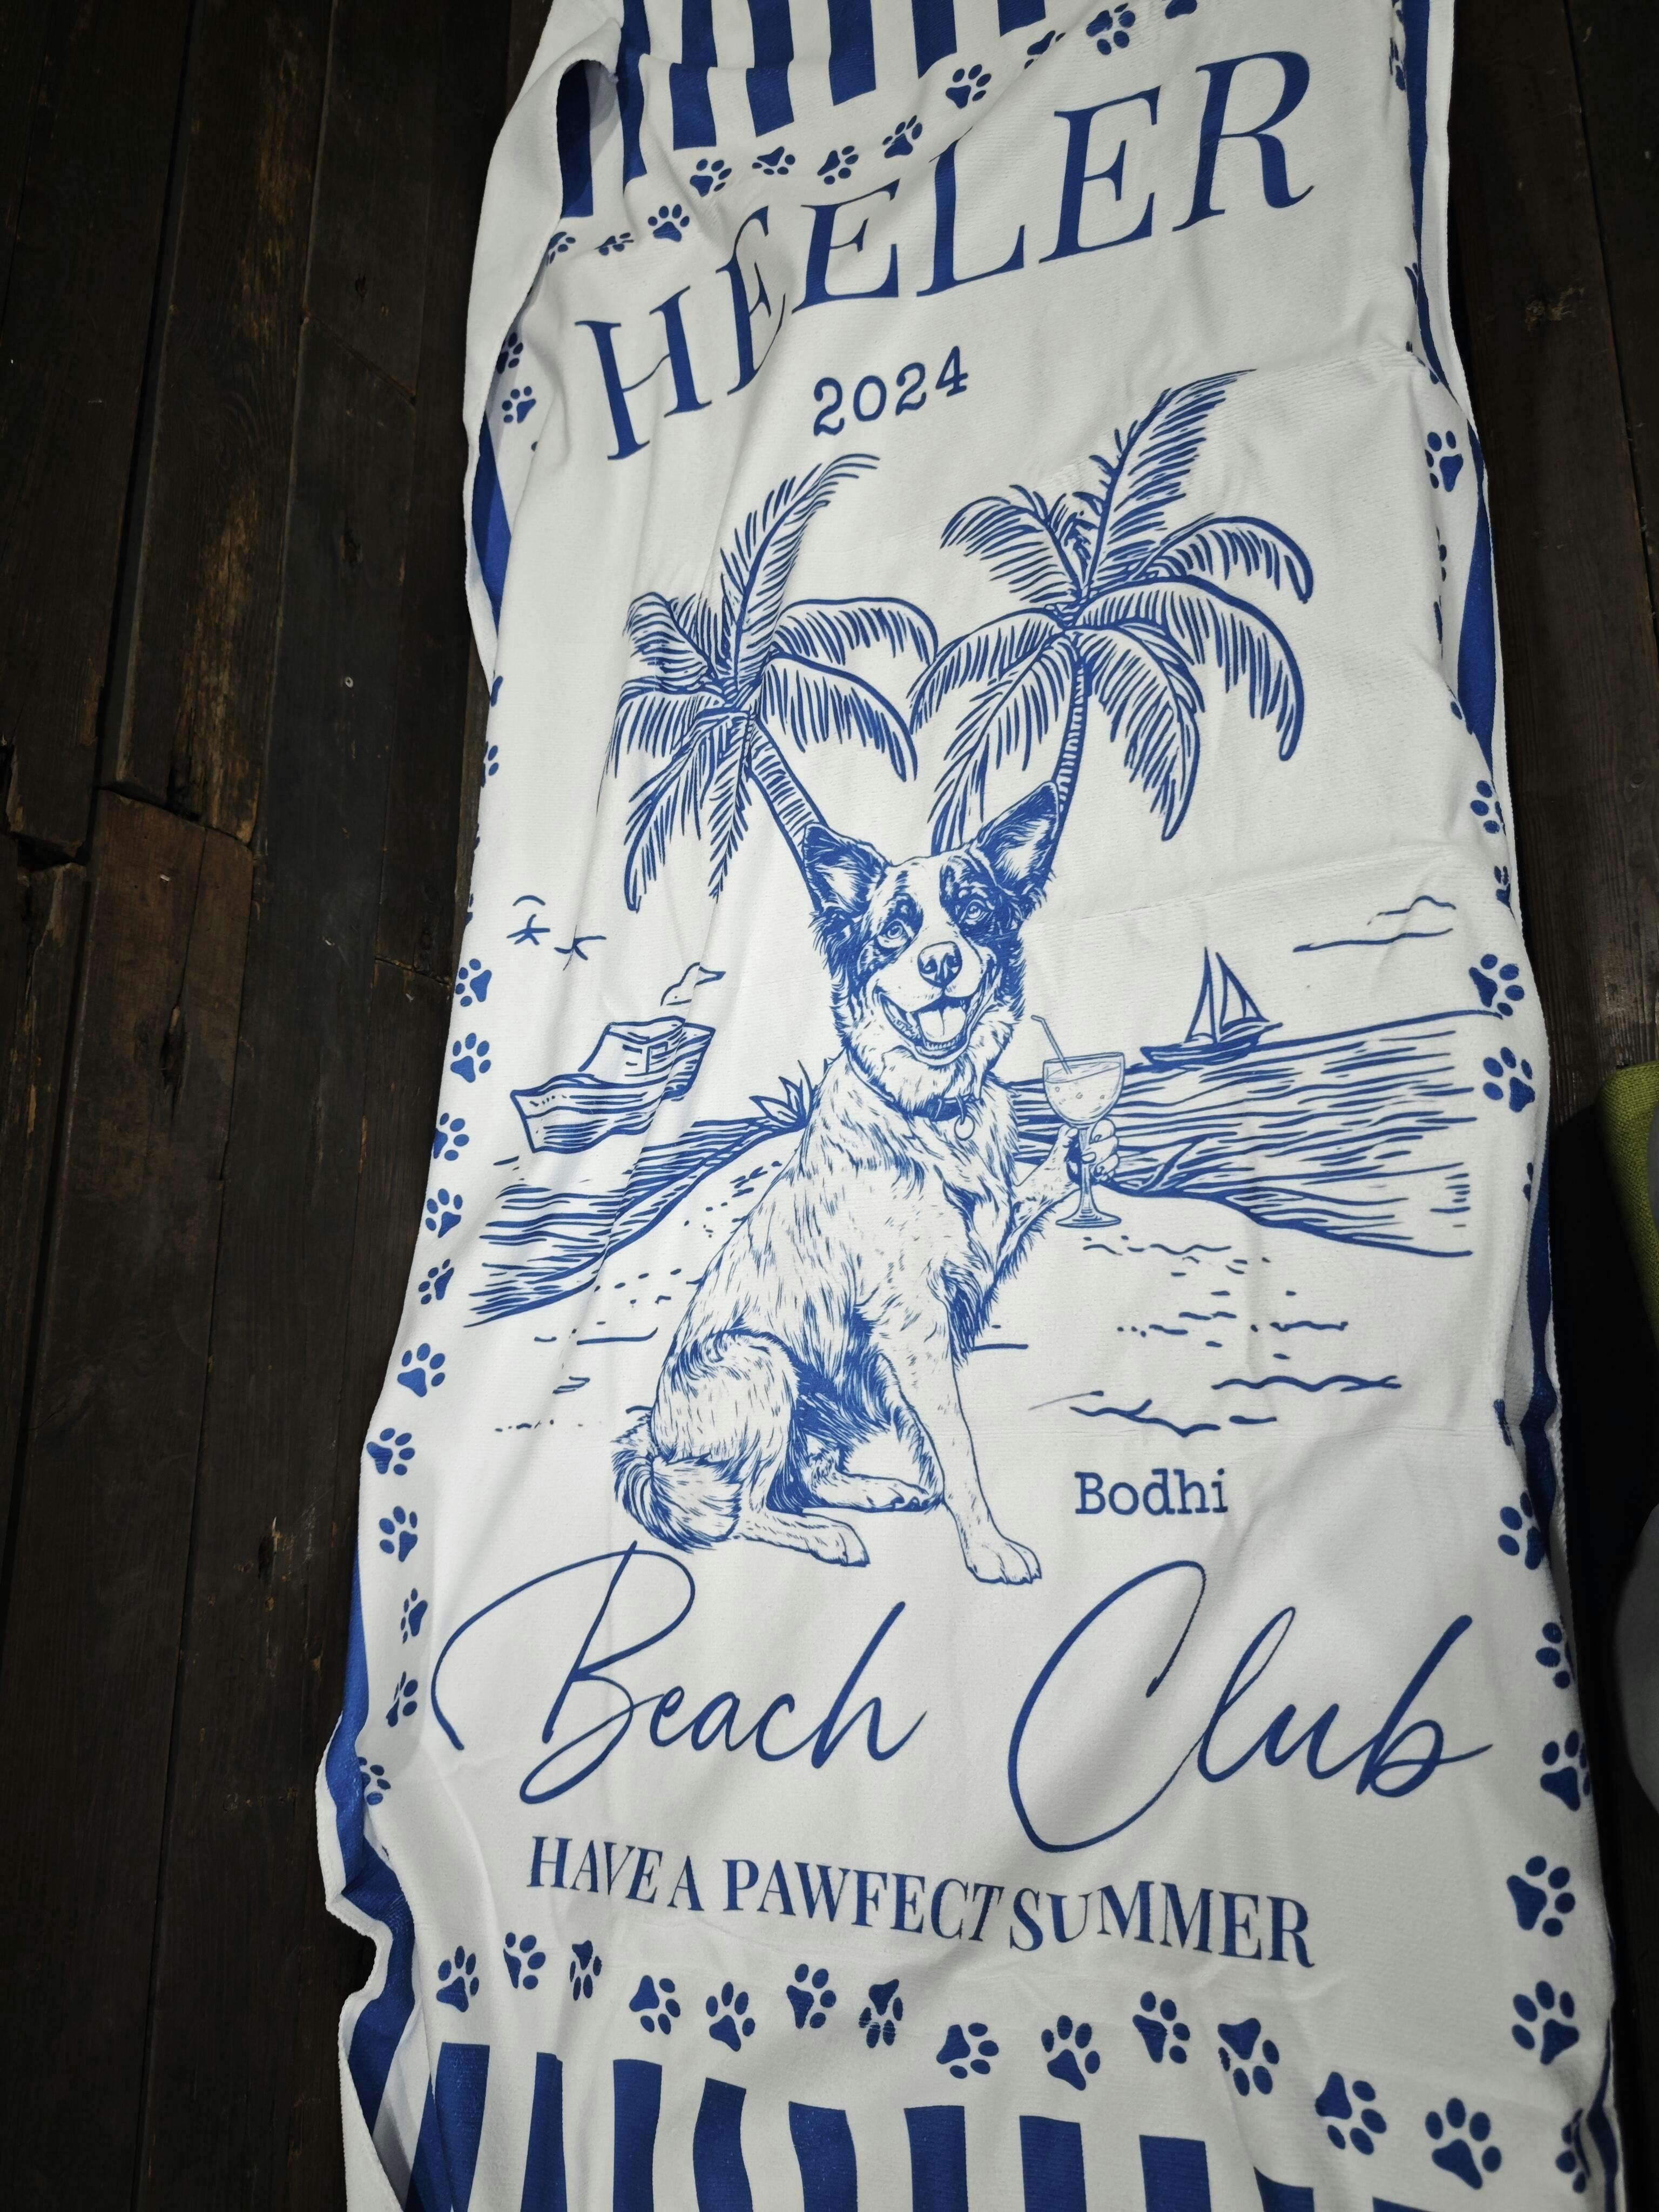 HEELER
2024
Bodhi
Beach Club
HAVE A PAWFECT SUMMER